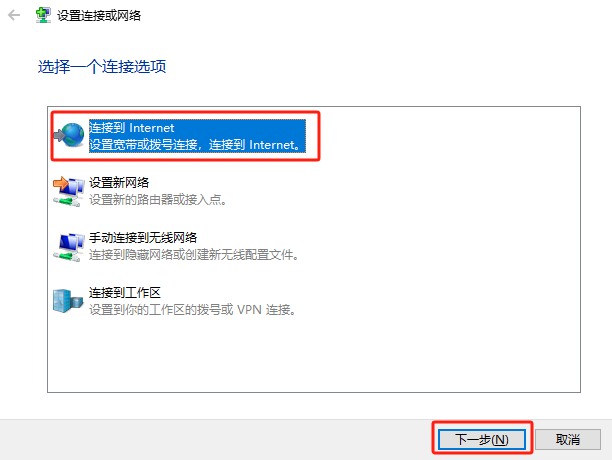 设置连接或网络
选择一个连接选项
连接到 Internet
设置宽带或拨号连接，连接到 Internet。
设置新网络
设置新的路由器或接入点。
手动连接到无线网络
连接到隐藏网络或创建新无线配置文件。
连接到工作区
设置到你的工作区的拨号或 VPN 连接。
下一步(N)
取消